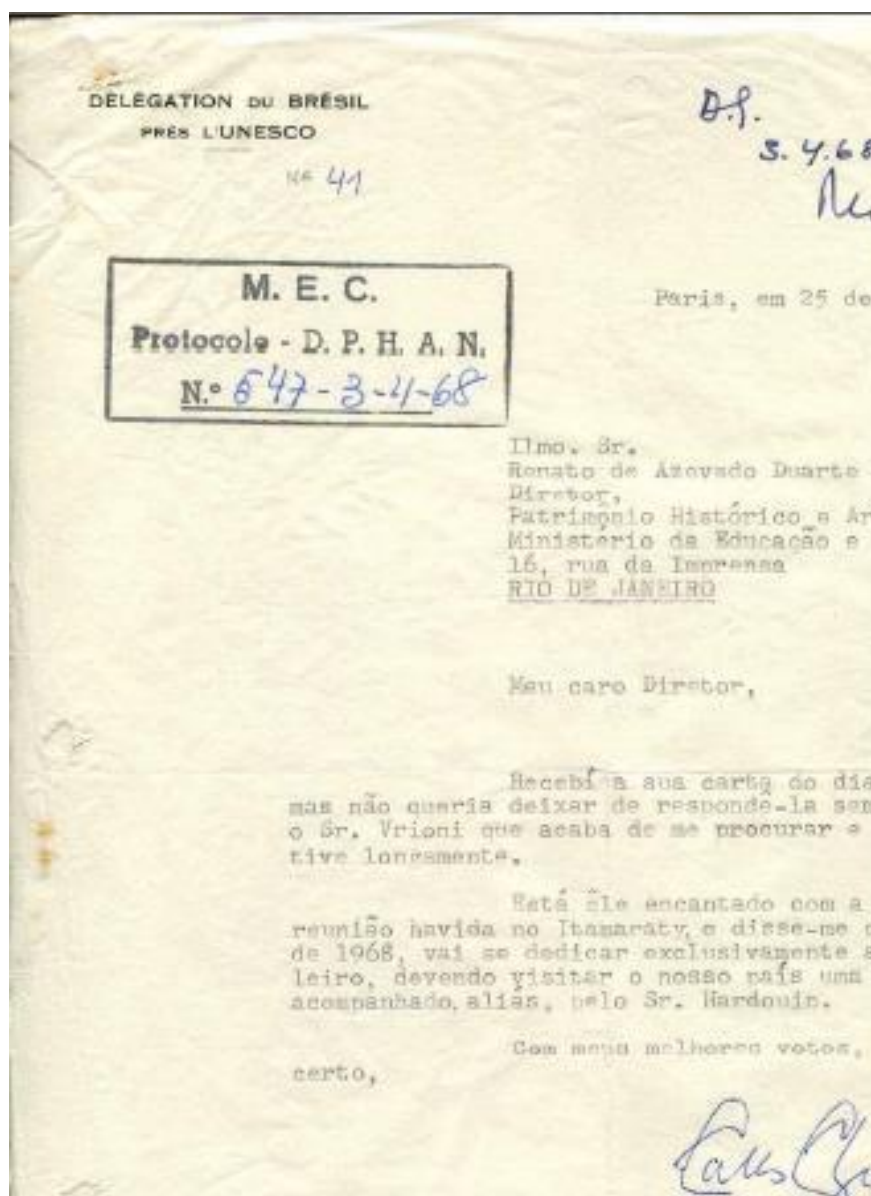 DÉLÉGATION DU BRÉSIL
PRÈS L'UNESCO
Nº 41
D.S.
3.4.68
M. E. C.
Protocolo - D. P. H. A. N.
N.º 547-3-4-68
Paris, em 25 de
Ilmo. Sr.
Renato de Azevedo Duarte
Diretor,
Patrimônio Histórico e Ar
Ministério da Educação e
16, rua da Imprensa
RIO DE JANEIRO
Meu caro Diretor,
Recebí a sua carta do dia
mas não queria deixar de responde-la sem
o Sr. Vrioni que acaba de me procurar e
tive longamente.
Está êle encantado com a
reunião havida no Itamaraty, e disse-me
de 1968, vai se dedicar exclusivamente a
leiro, devendo visitar o nosso país uma
acompanhado, aliás, pelo Sr. Hardouin.
Com meus melhores votos,
certo,